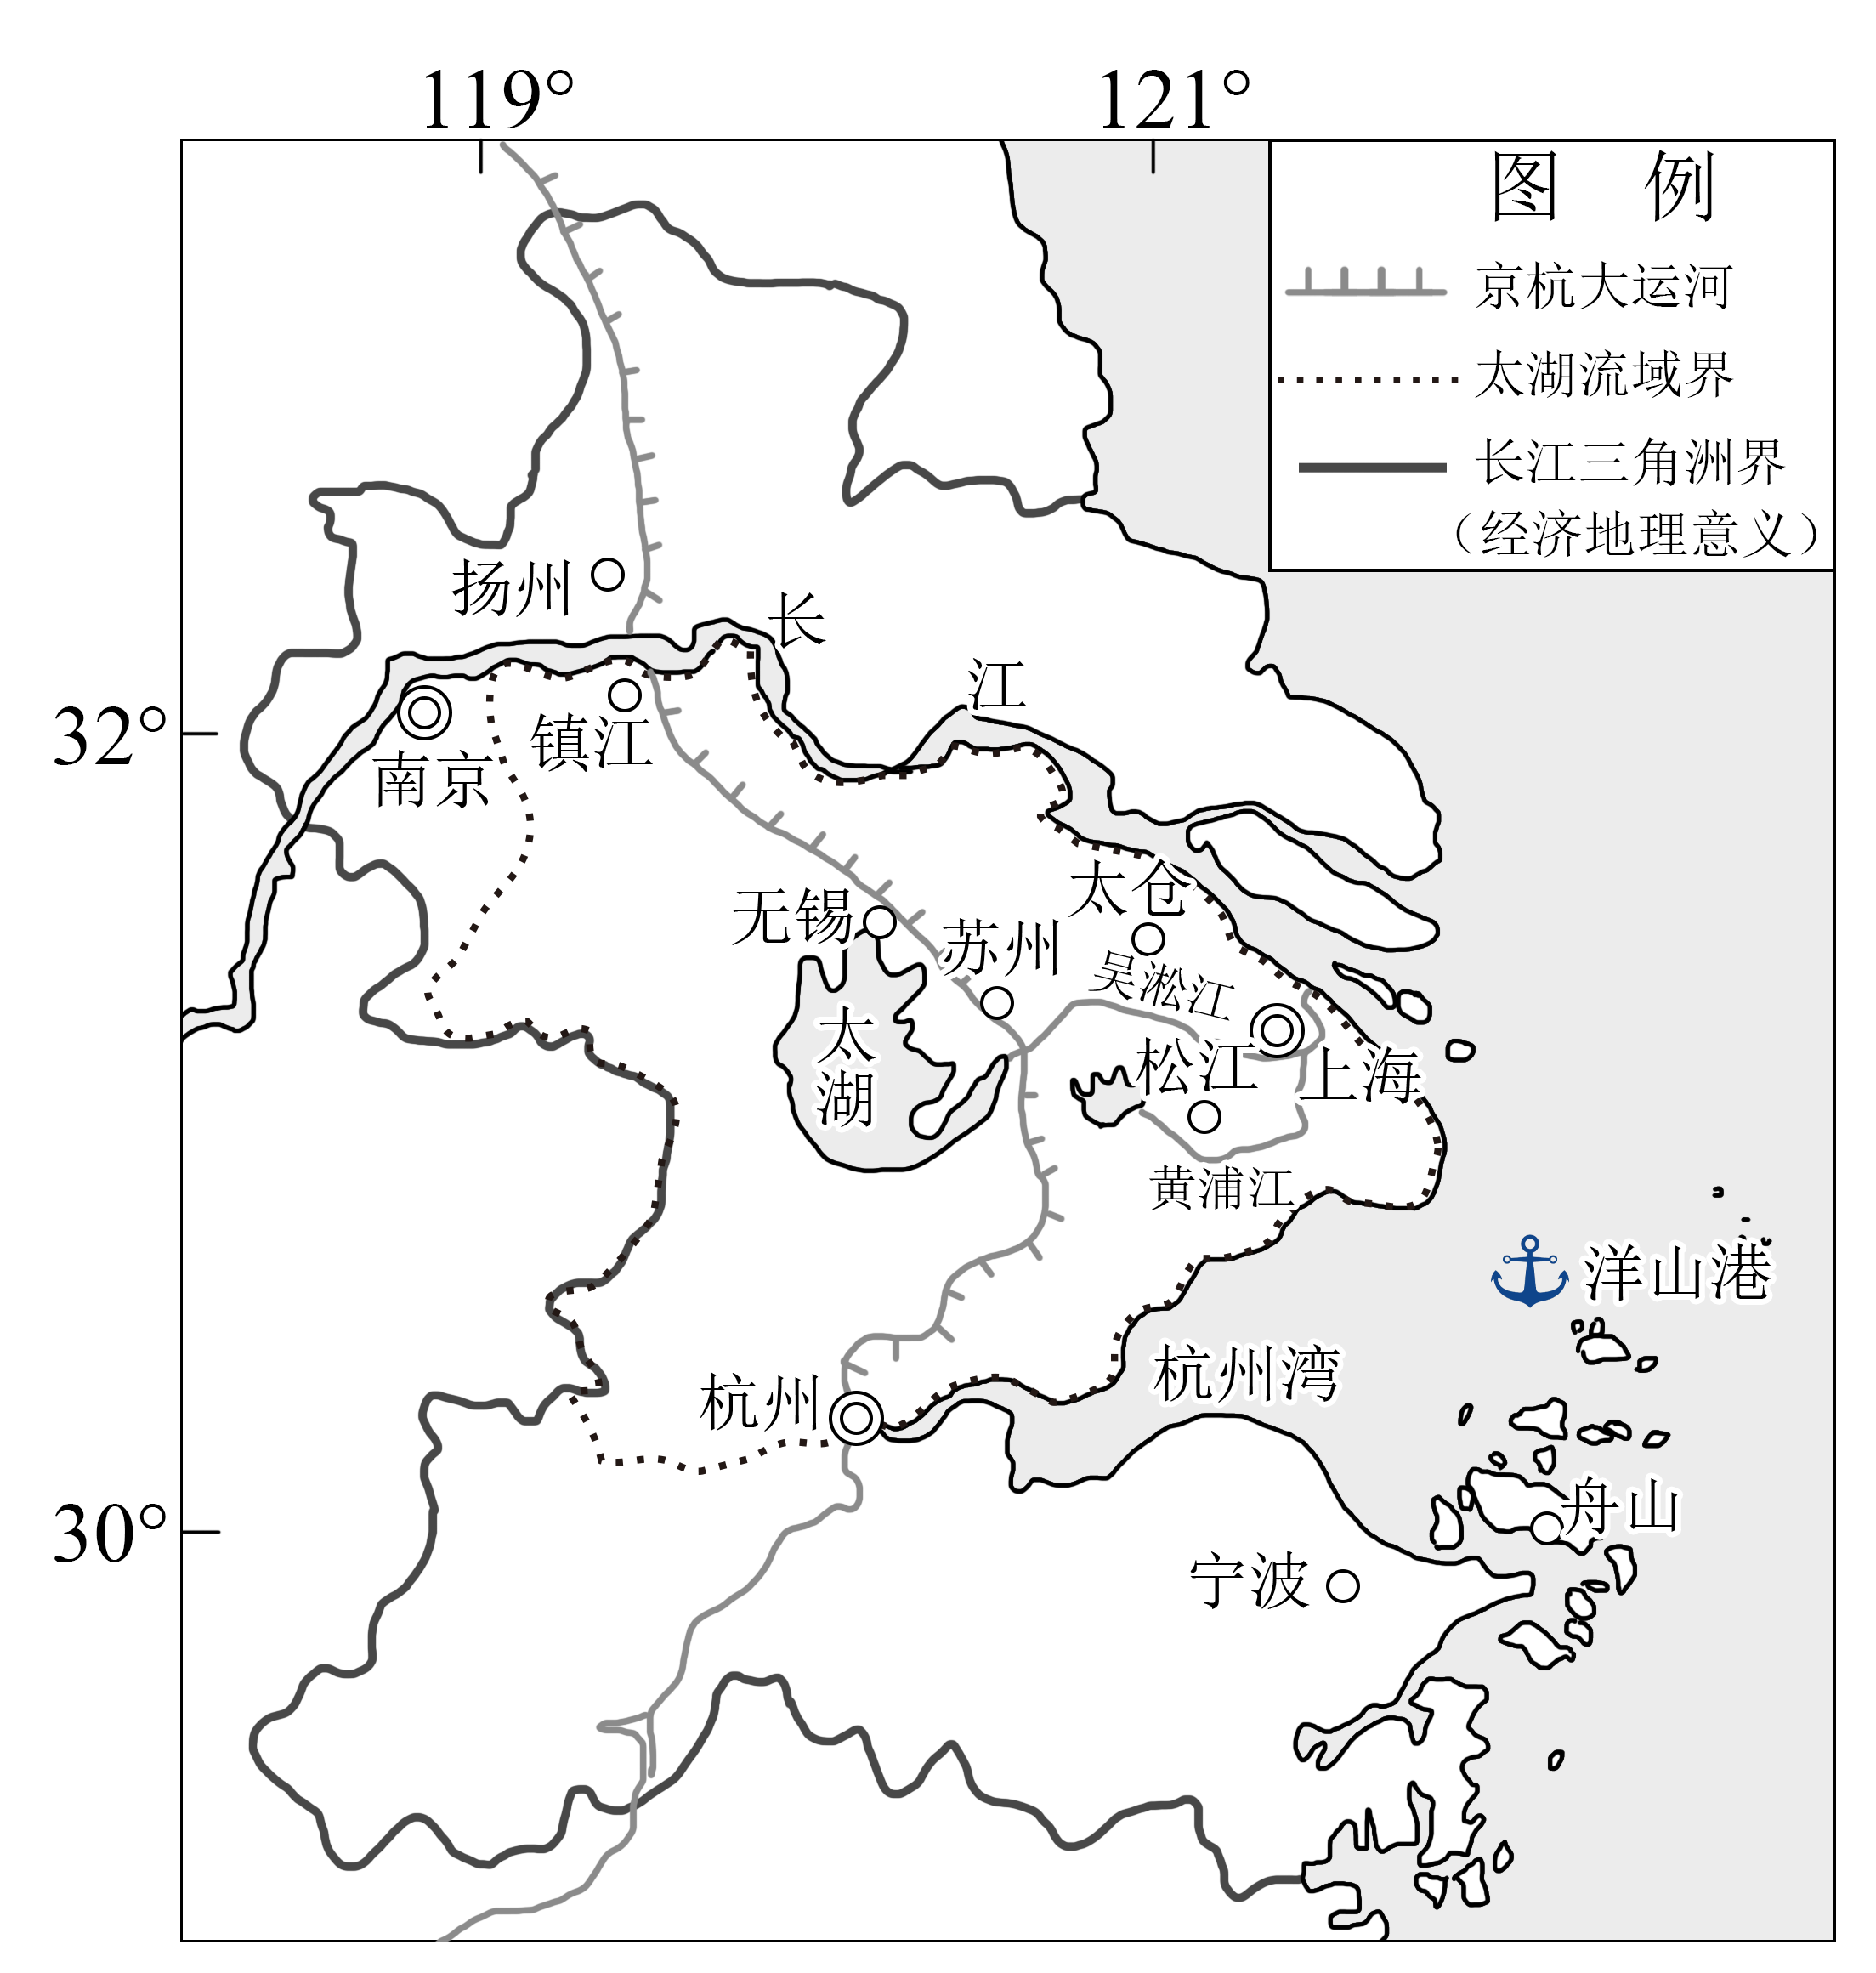 119°
121°
图 例
京杭大运河
太湖流域界
长江三角洲界
（经济地理意义）
扬州
长
江
32°
镇江
南京
太仓
无锡
苏州
吴淞江
太
湖
松江
上海
黄浦江
洋山港
杭州湾
杭州
舟山
30°
宁波